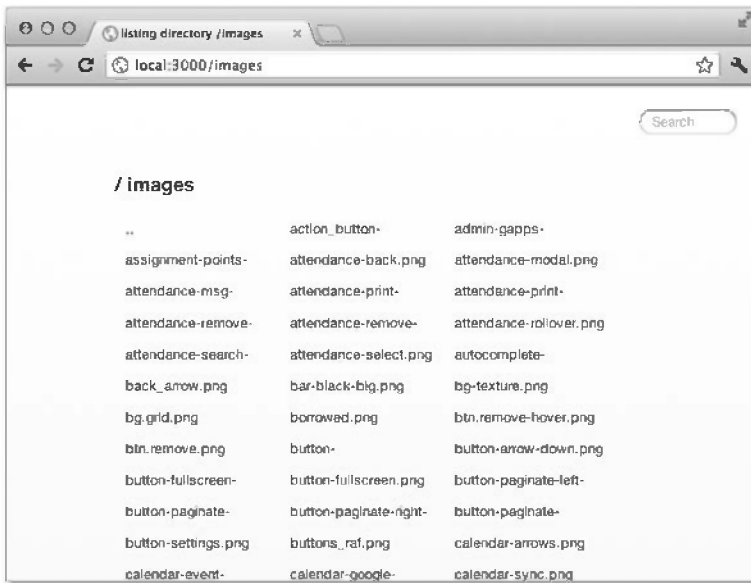 listing directory /images
local:3000/images
Search
/ images
.. action_button- admin-gapps-
assignment-points- attendance-back.png attendance-modal.png
attendance-msg- attendance-print- attendance-print-
attendance-remove- attendance-remove- attendance-rollover.png
attendance-search- attendance-select.png autocomplete-
back_arrow.png bar-black-big.png bg-texture.png
bg.grid.png borrowed.png btn.remove-hover.png
btn.remove.png button- button-arrow-down.png
button-fullscreen- button-fullscreen.png button-paginate-left-
button-paginate- button-paginate-right- button-paginate-
button-settings.png buttons_raf.png calendar-arrows.png
calendar-event- calendar-google- calendar-sync.png